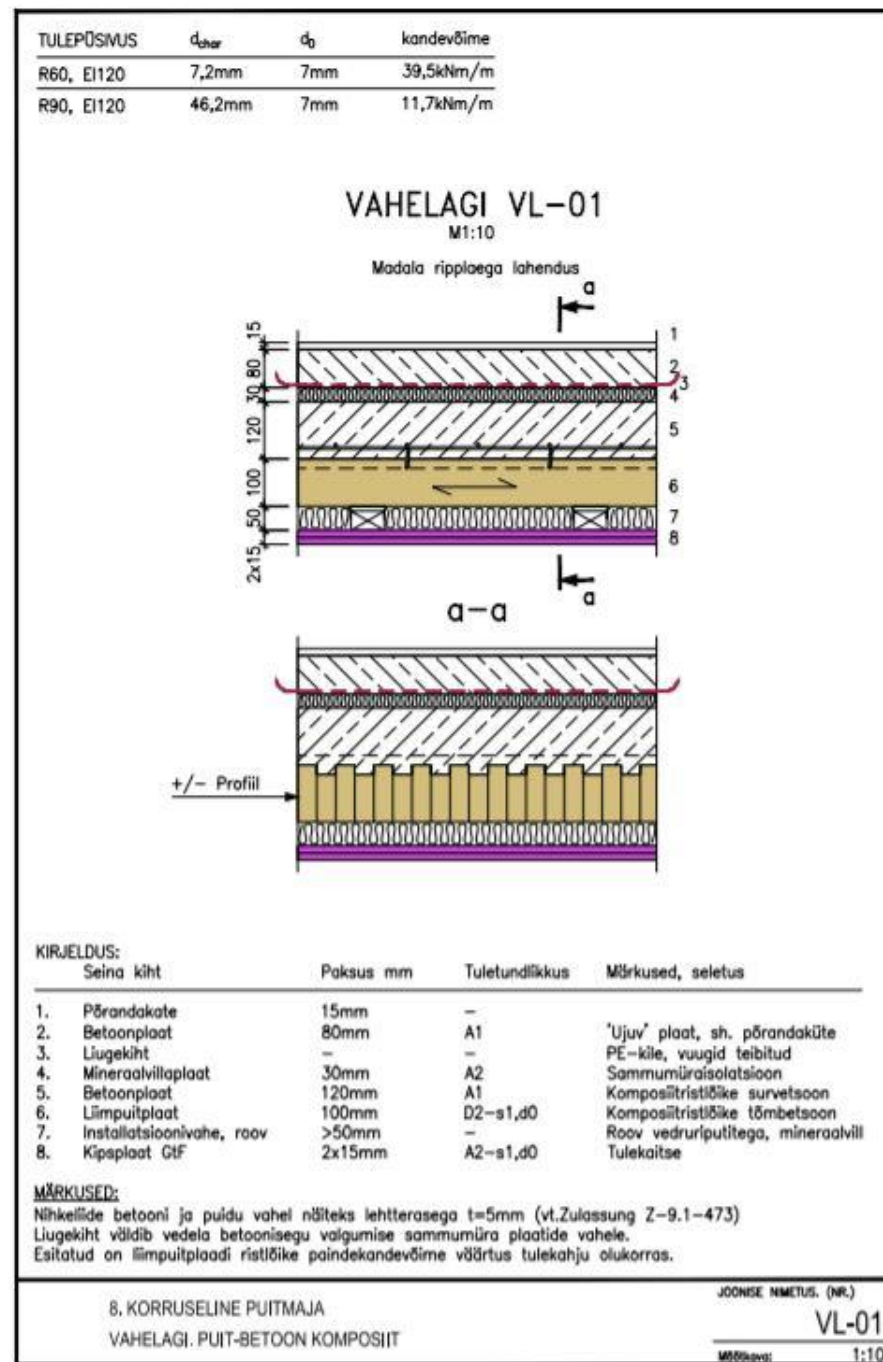 TULEPÜSIVUS d_char d_0 kandevõime
R60, EI120 7,2mm 7mm 39,5kNm/m
R90, EI120 46,2mm 7mm 11,7kNm/m
VAHELAGI VL-01
M1:10
Madala ripplaega lahendus
a
15
80
30
120
100
50
2x15
1
2
3
4
5
6
7
8
a
a-a
+/- Profiil
KIRJELDUS:
Seina kiht Paksus mm Tuletundlikkus Märkused, seletus
1. Põrandakate 15mm -
2. Betoonplaat 80mm A1 'Ujuv' plaat, sh. põrandaküte
3. Liugekiht - - PE-kile, vuugid teibitud
4. Mineraalvillaplaat 30mm A2 Sammumüraisolatsioon
5. Betoonplaat 120mm A1 Komposiitristlõike survetsoon
6. Liimpuitplaat 100mm D2-s1,d0 Komposiitristlõike tõmbetsoon
7. Installatsioonivahe, roov >50mm - Roov vedruriputitega, mineraalvill
8. Kipsplaat GtF 2x15mm A2-s1,d0 Tulekaitse
MÄRKUSED:
Nihkeliide betooni ja puidu vahel näiteks lehtterasega t=5mm (vt.Zulassung Z-9.1-473)
Liugekiht väldib vedela betoonisegu valgumise sammumüra plaatide vahele.
Esitatud on liimpuitplaadi ristlõike paindekandevõime väärtus tulekahju olukorras.
8. KORRUSELINE PUITMAJA
VAHELAGI. PUIT-BETOON KOMPOSIIT
JOONISE NIMETUS. (NR.)
VL-01
Mõõtkava: 1:10